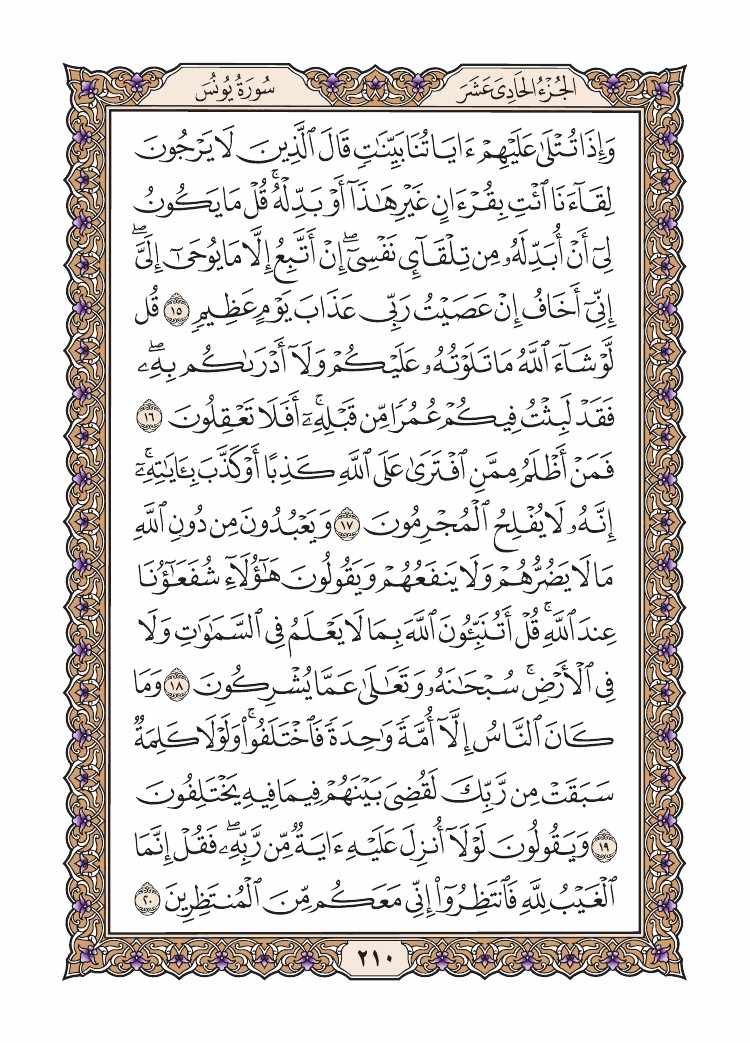 سُورَةُ يُونُسَ
الجُزْءُ الحَادِىَ عَشَرَ
وَإِذَا تُتْلَىٰ عَلَيْهِمْ ءَايَاتُنَا بَيِّنَٰتٍ قَالَ ٱلَّذِينَ لَا يَرْجُونَ
لِقَآءَنَا ٱئْتِ بِقُرْءَانٍ غَيْرِ هَٰذَآ أَوْ بَدِّلْهُ ۚ قُلْ مَا يَكُونُ
لِىٓ أَنْ أُبَدِّلَهُۥ مِن تِلْقَآئِ نَفْسِىٓ ۖ إِنْ أَتَّبِعُ إِلَّا مَا يُوحَىٰٓ إِلَىَّ ۖ
إِنِّىٓ أَخَافُ إِنْ عَصَيْتُ رَبِّى عَذَابَ يَوْمٍ عَظِيمٍ ١٥ قُل
لَّوْ شَآءَ ٱللَّهُ مَا تَلَوْتُهُۥ عَلَيْكُمْ وَلَآ أَدْرَىٰكُم بِهِۦ ۖ
فَقَدْ لَبِثْتُ فِيكُمْ عُمُرًا مِّن قَبْلِهِۦٓ ۚ أَفَلَا تَعْقِلُونَ ١٦
فَمَنْ أَظْلَمُ مِمَّنِ ٱفْتَرَىٰ عَلَى ٱللَّهِ كَذِبًا أَوْ كَذَّبَ بِـَٔايَٰتِهِۦٓ ۚ
إِنَّهُۥ لَا يُفْلِحُ ٱلْمُجْرِمُونَ ١٧ وَيَعْبُدُونَ مِن دُونِ ٱللَّهِ
مَا لَا يَضُرُّهُمْ وَلَا يَنفَعُهُمْ وَيَقُولُونَ هَٰٓؤُلَآءِ شُفَعَٰٓؤُنَا
عِندَ ٱللَّهِ ۚ قُلْ أَتُنَبِّـُٔونَ ٱللَّهَ بِمَا لَا يَعْلَمُ فِى ٱلسَّمَٰوَٰتِ وَلَا
فِى ٱلْأَرْضِ ۚ سُبْحَٰنَهُۥ وَتَعَٰلَىٰ عَمَّا يُشْرِكُونَ ١٨ وَمَا
كَانَ ٱلنَّاسُ إِلَّآ أُمَّةً وَٰحِدَةً فَٱخْتَلَفُوا۟ ۚ وَلَوْلَا كَلِمَةٌ
سَبَقَتْ مِن رَّبِّكَ لَقُضِىَ بَيْنَهُمْ فِيمَا فِيهِ يَخْتَلِفُونَ
١٩ وَيَقُولُونَ لَوْلَآ أُنزِلَ عَلَيْهِ ءَايَةٌ مِّن رَّبِّهِۦ ۖ فَقُلْ إِنَّمَا
ٱلْغَيْبُ لِلَّهِ فَٱنتَظِرُوٓا۟ إِنِّى مَعَكُم مِّنَ ٱلْمُنتَظِرِينَ ٢٠
٢١٠